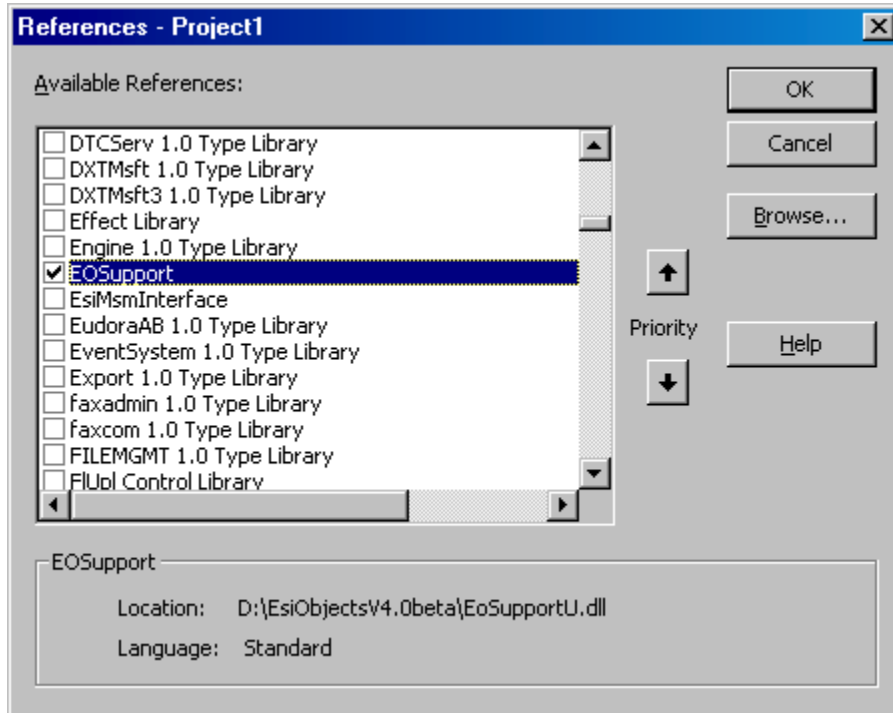 References - Project1
Available References:
OK
DTCServ 1.0 Type Library
DXTMsft 1.0 Type Library
DXTMsft3 1.0 Type Library
Effect Library
Engine 1.0 Type Library
EOSupport
EsiMsmInterface
EudoraAB 1.0 Type Library
EventSystem 1.0 Type Library
Export 1.0 Type Library
faxadmin 1.0 Type Library
faxcom 1.0 Type Library
FILEMGMT 1.0 Type Library
FlUpl Control Library
Cancel
Browse...
Priority
Help
EOSupport
Location: D:\EsiObjectsV4.0beta\EoSupportU.dll
Language: Standard